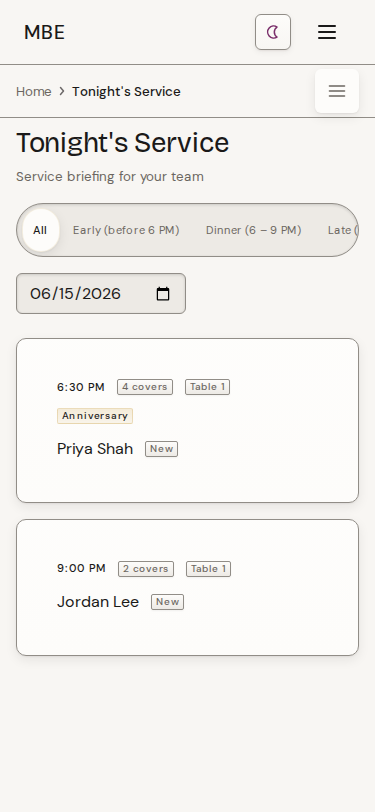 MBE
Home > Tonight's Service
Tonight's Service
Service briefing for your team
All Early (before 6 PM) Dinner (6 – 9 PM) Late (
06/15/2026
6:30 PM 4 covers Table 1
Anniversary
Priya Shah New
9:00 PM 2 covers Table 1
Jordan Lee New